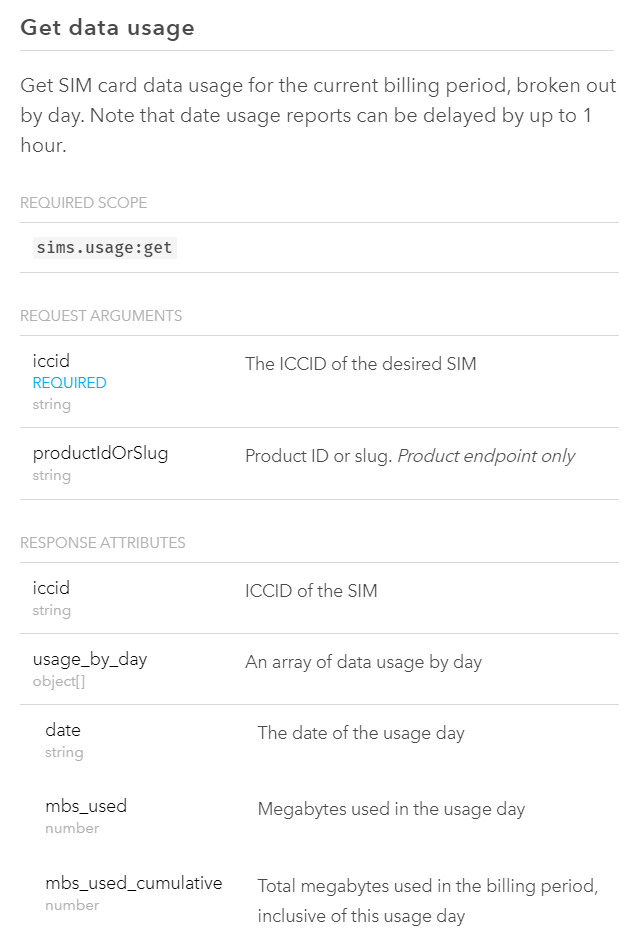 Get data usage
Get SIM card data usage for the current billing period, broken out
by day. Note that date usage reports can be delayed by up to 1
hour.
REQUIRED SCOPE
sims.usage:get
REQUEST ARGUMENTS
iccid
REQUIRED
string
The ICCID of the desired SIM
productIdOrSlug
string
Product ID or slug. Product endpoint only
RESPONSE ATTRIBUTES
iccid
string
ICCID of the SIM
usage_by_day
object[]
An array of data usage by day
date
string
The date of the usage day
mbs_used
number
Megabytes used in the usage day
mbs_used_cumulative
number
Total megabytes used in the billing period,
inclusive of this usage day